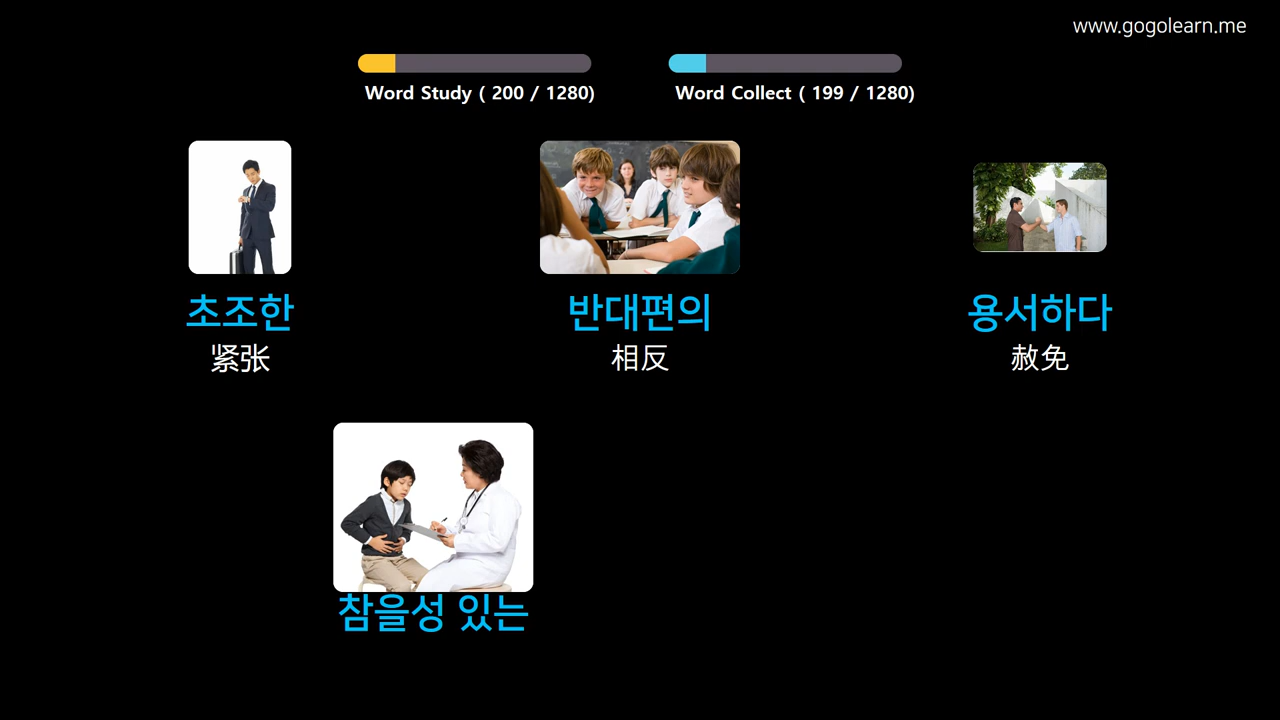 www.gogolearn.me
Word Study ( 200 / 1280)
Word Collect ( 199 / 1280)
초조한
반대편의
용서하다
紧张
相反
赦免
참을성 있는